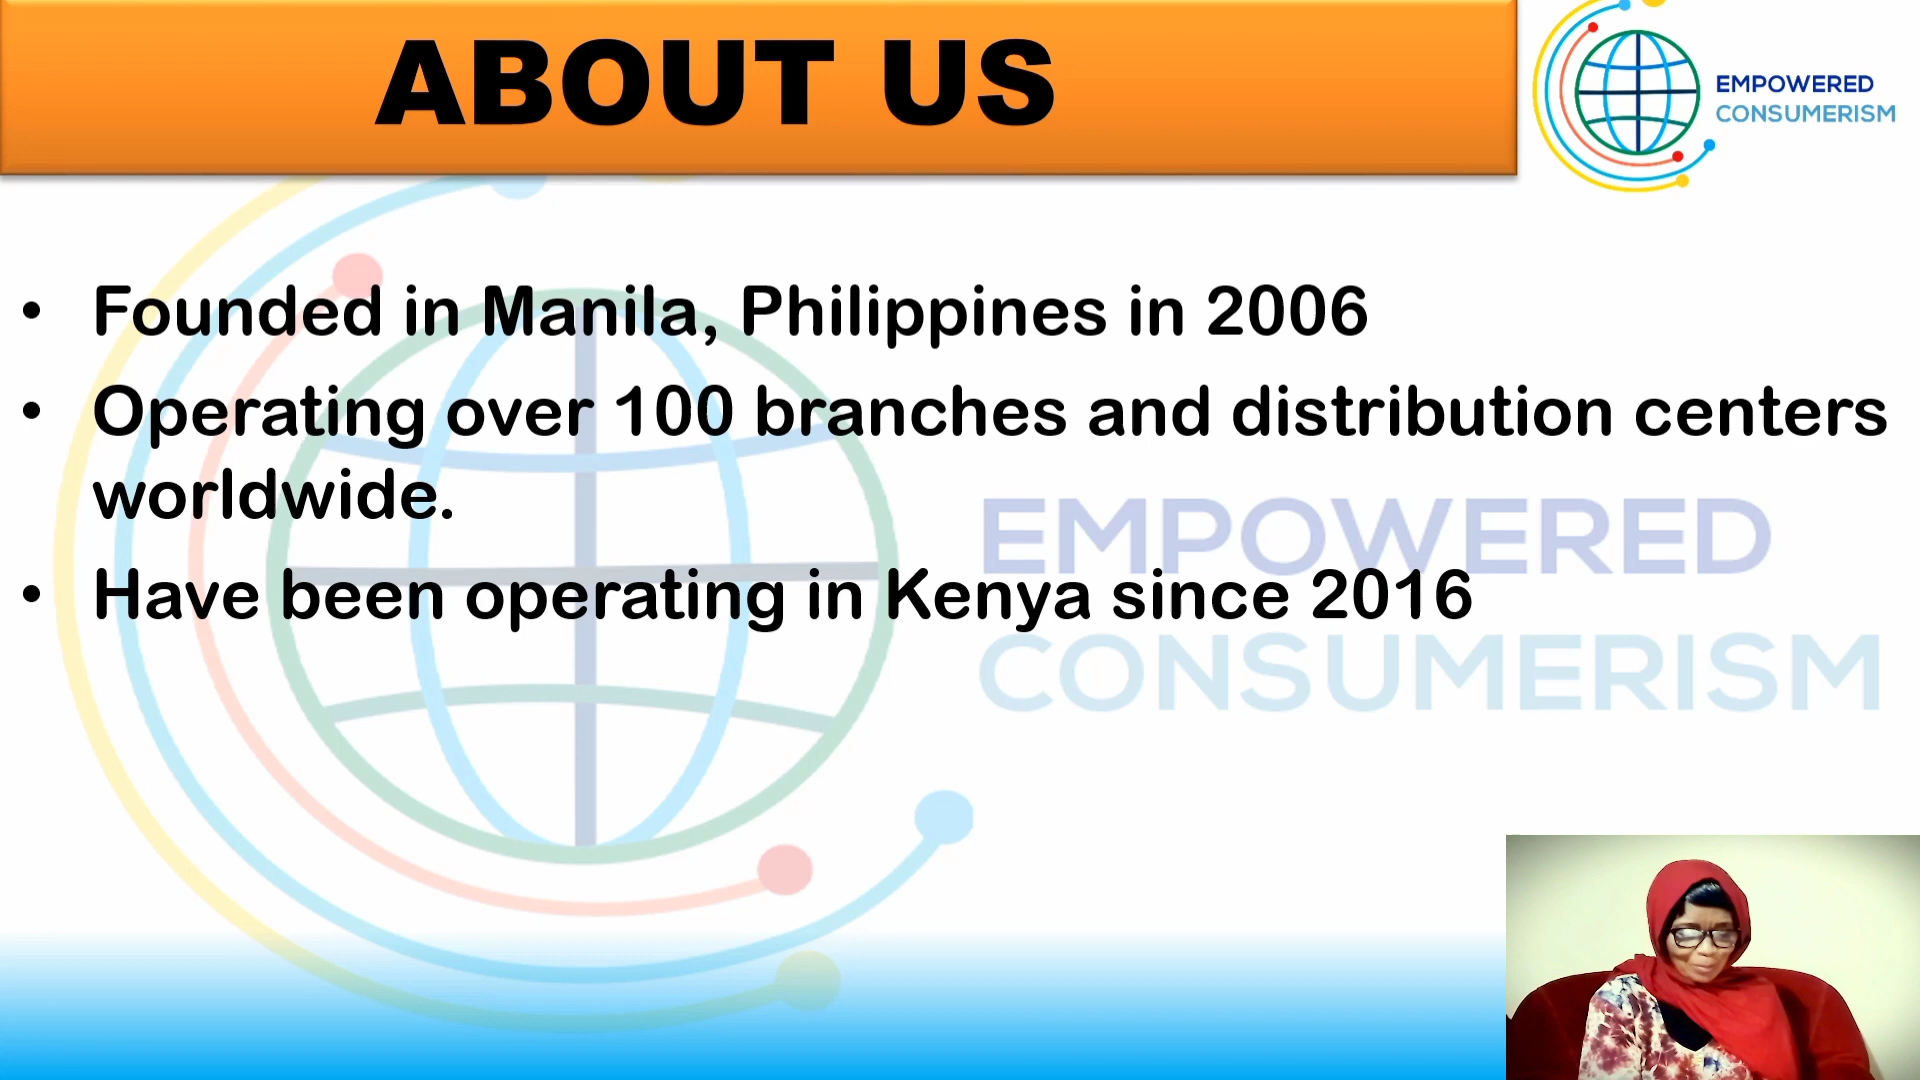 ABOUT US
EMPOWERED
CONSUMERISM
• Founded in Manila, Philippines in 2006
• Operating over 100 branches and distribution centers
worldwide.
• Have been operating in Kenya since 2016
EMPOWERED
CONSUMERISM